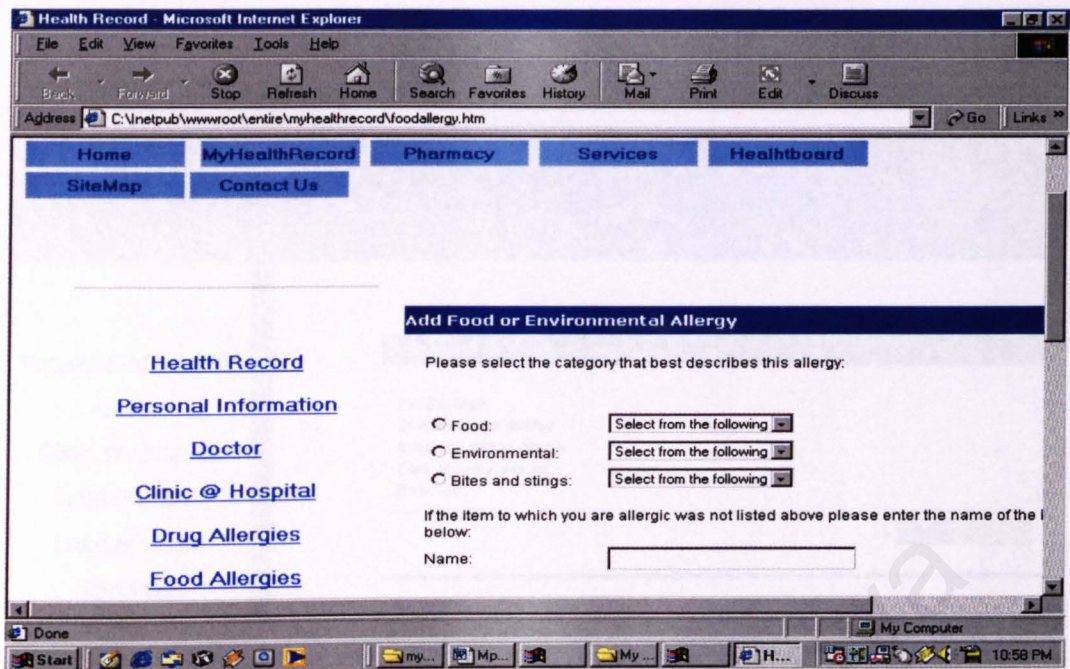 Health Record - Microsoft Internet Explorer
File Edit View Favorites Tools Help
Back Forward Stop Refresh Home Search Favorites History Mail Print Edit Discuss
Address C:\Inetpub\wwwroot\entire\myhealthrecord\foodallergy.htm Go Links »
Home MyHealthRecord Pharmacy Services Healhtboard
SiteMap Contact Us
Add Food or Environmental Allergy
Health Record
Personal Information
Doctor
Clinic @ Hospital
Drug Allergies
Food Allergies
Please select the category that best describes this allergy:
Food: Select from the following
Environmental: Select from the following
Bites and stings: Select from the following
If the item to which you are allergic was not listed above please enter the name of the
below:
Name:
Done My Computer
Start my... Mp... My... H... 10:58 PM